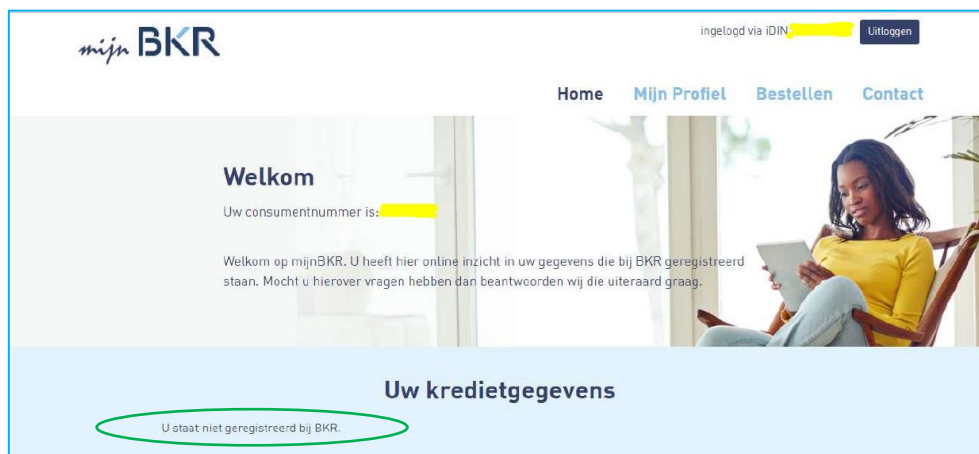 mijn BKR
ingelogd via iDIN
Uitloggen
Home Mijn Profiel Bestellen Contact
Welkom
Uw consumentnummer is:
Welkom op mijnBKR. U heeft hier online inzicht in uw gegevens die bij BKR geregistreerd
staan. Mocht u hierover vragen hebben dan beantwoorden wij die uiteraard graag.
Uw kredietgegevens
U staat niet geregistreerd bij BKR.